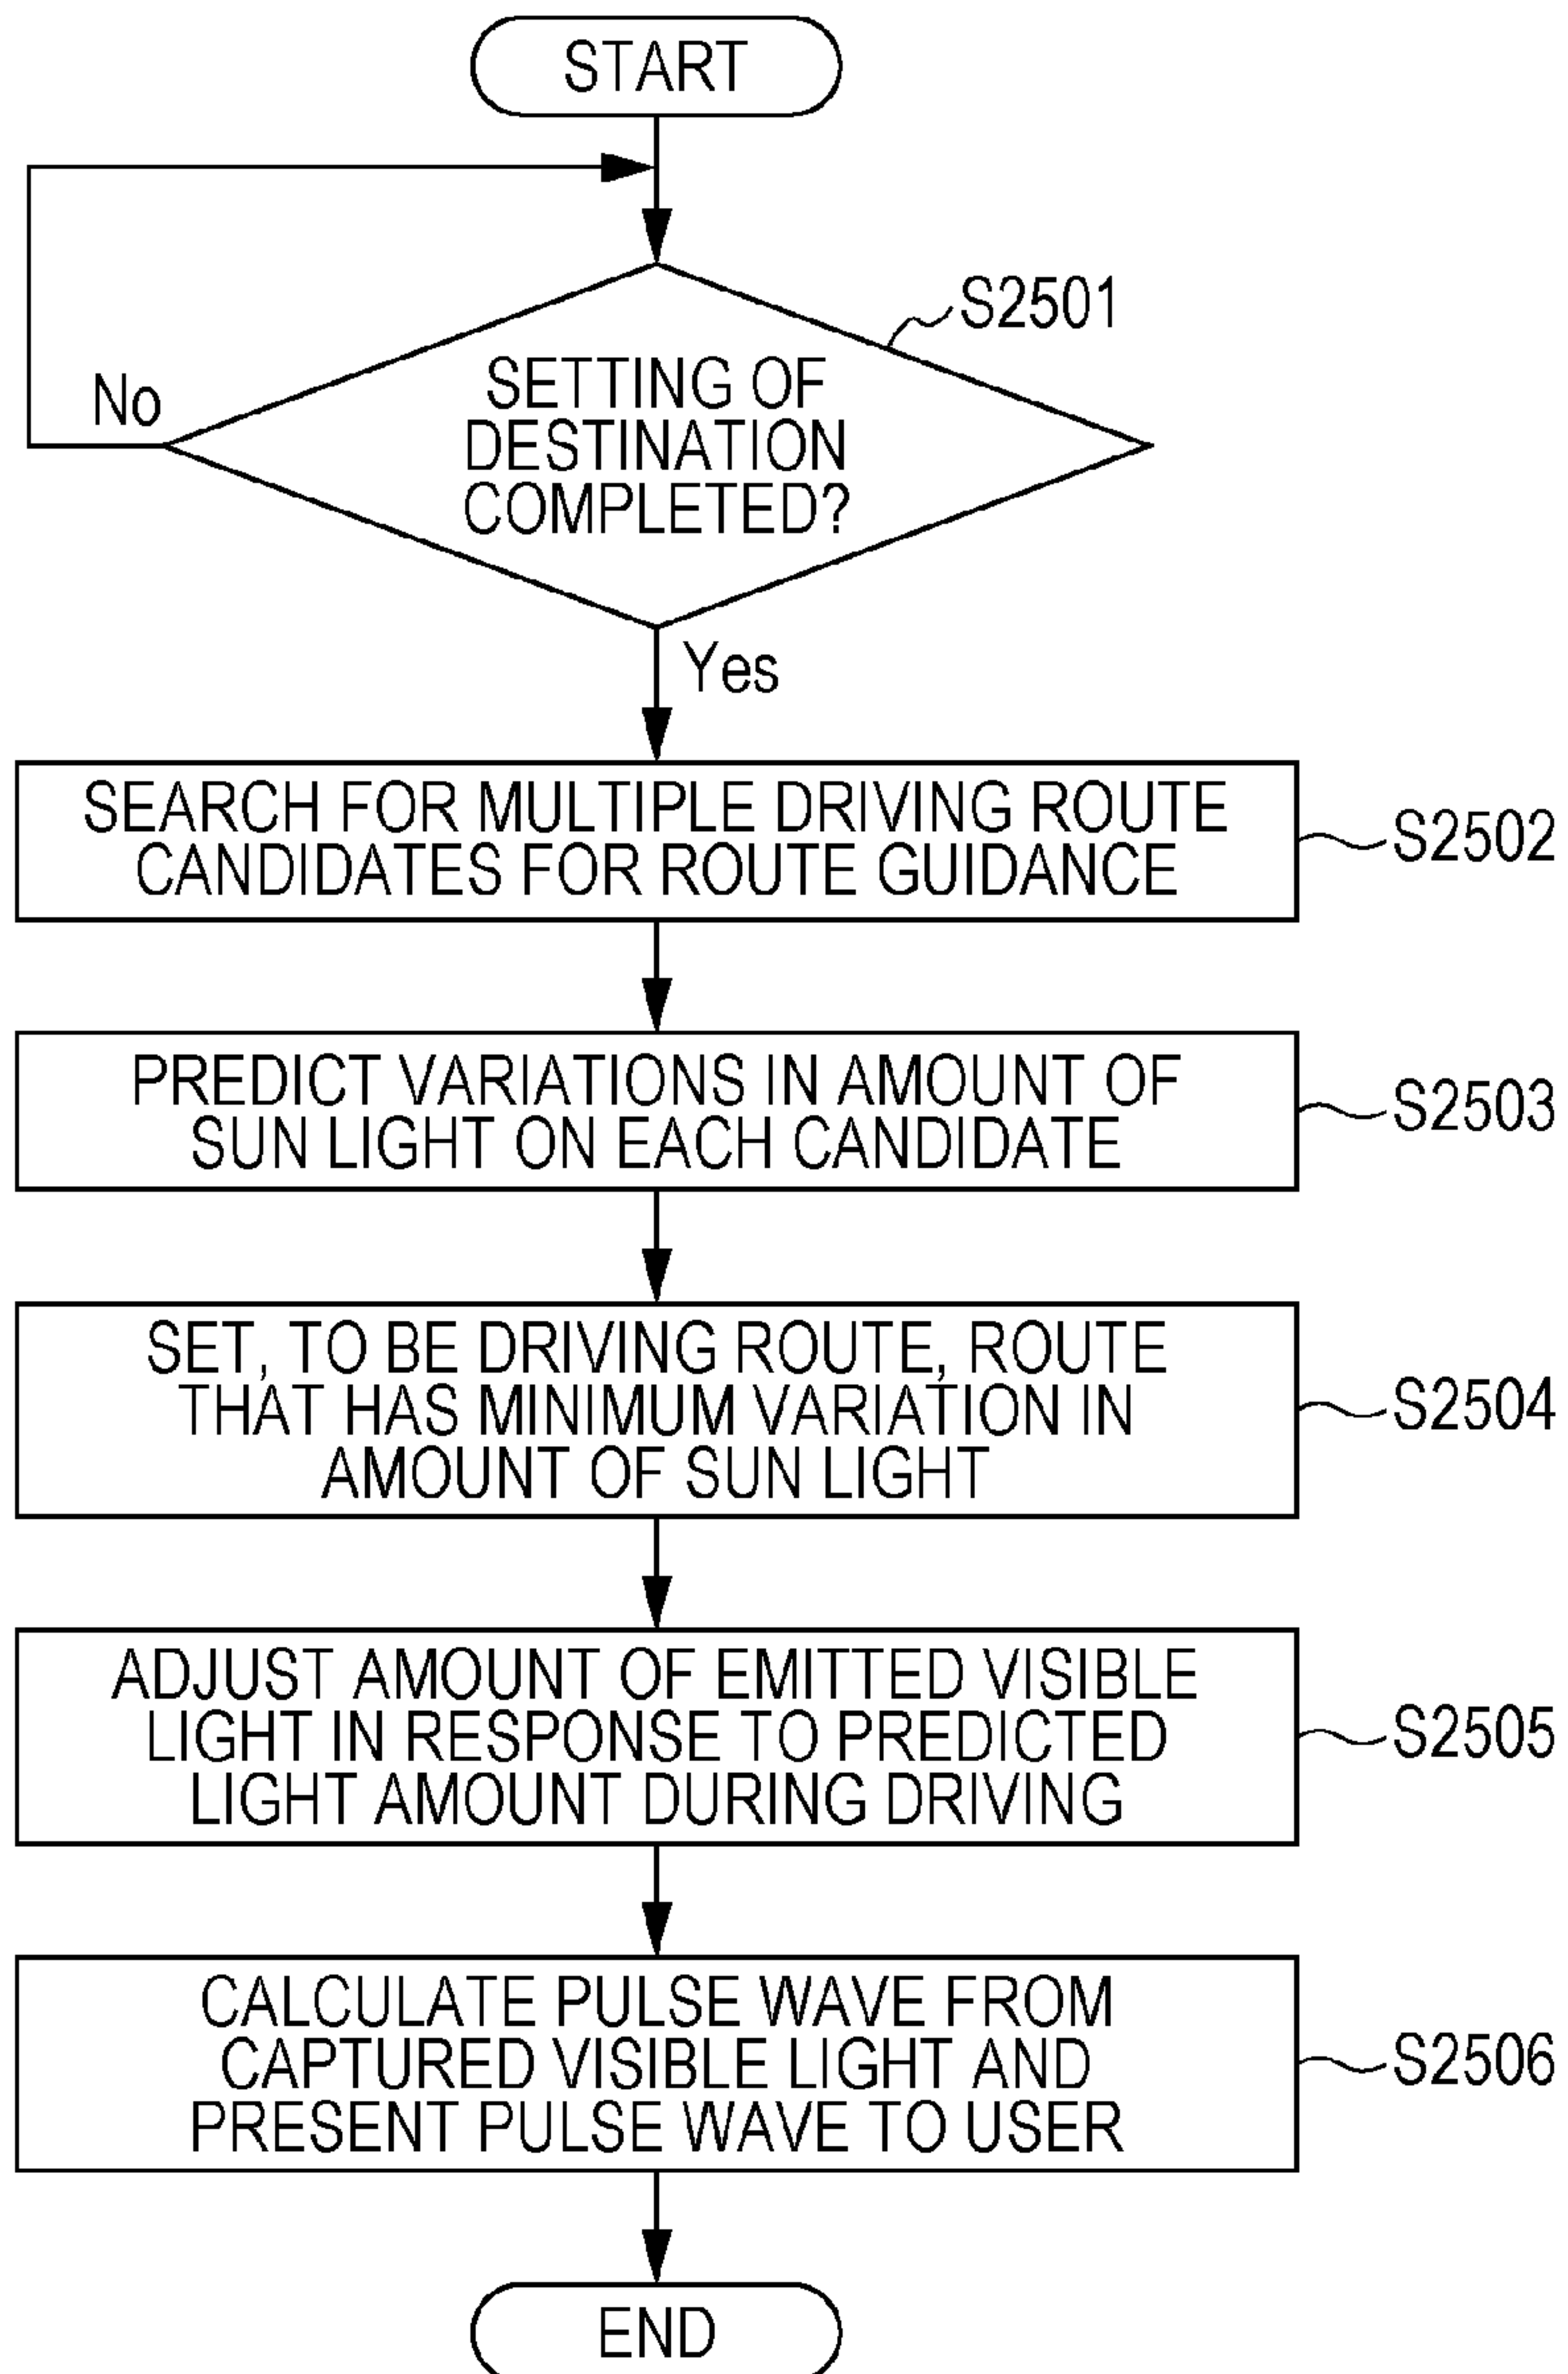 START
S2501
No
SETTING OF
DESTINATION
COMPLETED?
Yes
SEARCH FOR MULTIPLE DRIVING ROUTE
CANDIDATES FOR ROUTE GUIDANCE
S2502
PREDICT VARIATIONS IN AMOUNT OF
SUN LIGHT ON EACH CANDIDATE
S2503
SET, TO BE DRIVING ROUTE, ROUTE
THAT HAS MINIMUM VARIATION IN
AMOUNT OF SUN LIGHT
S2504
ADJUST AMOUNT OF EMITTED VISIBLE
LIGHT IN RESPONSE TO PREDICTED
LIGHT AMOUNT DURING DRIVING
S2505
CALCULATE PULSE WAVE FROM
CAPTURED VISIBLE LIGHT AND
PRESENT PULSE WAVE TO USER
S2506
END